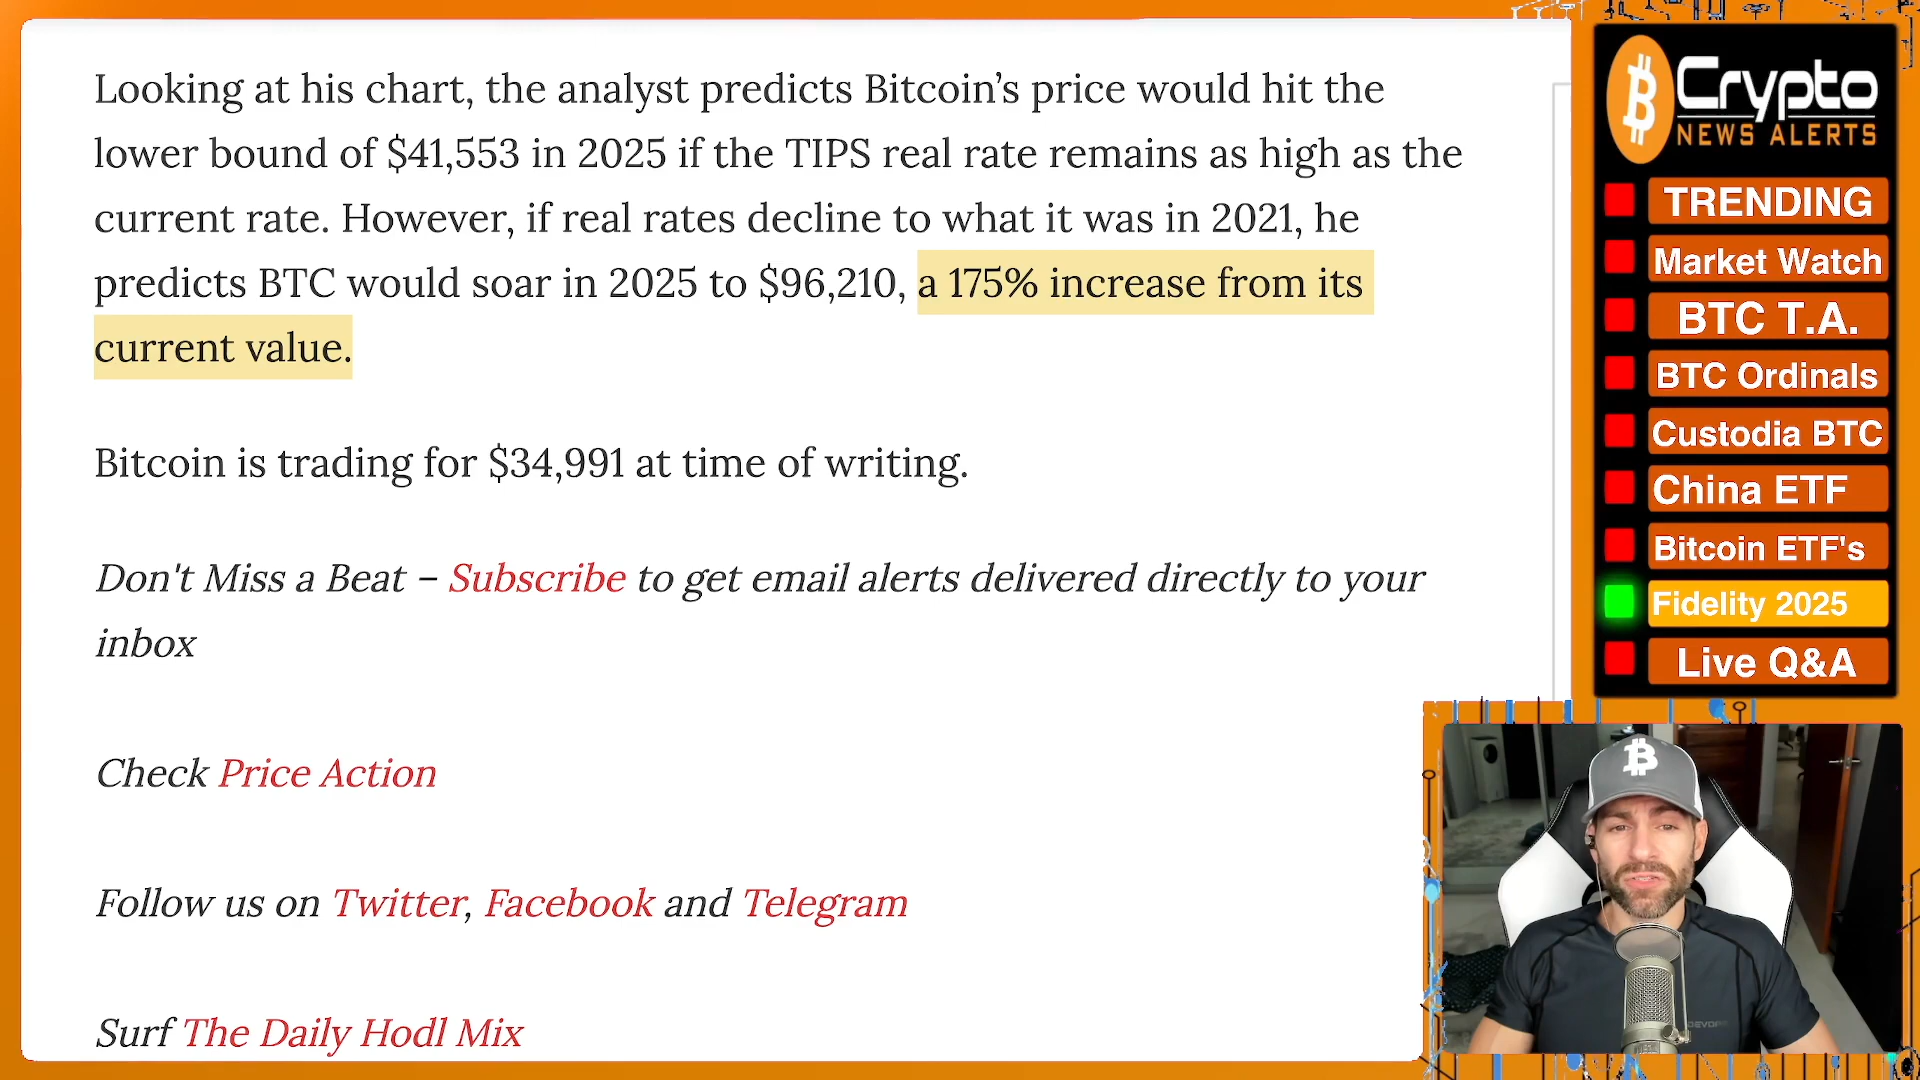 Looking at his chart, the analyst predicts Bitcoin’s price would hit the
lower bound of $41,553 in 2025 if the TIPS real rate remains as high as the
current rate. However, if real rates decline to what it was in 2021, he
predicts BTC would soar in 2025 to $96,210, a 175% increase from its
current value.
Bitcoin is trading for $34,991 at time of writing.
Don't Miss a Beat – Subscribe to get email alerts delivered directly to your
inbox
Check Price Action
Follow us on Twitter, Facebook and Telegram
Surf The Daily Hodl Mix
Crypto
NEWS ALERTS
TRENDING
Market Watch
BTC T.A.
BTC Ordinals
Custodia BTC
China ETF
Bitcoin ETF's
Fidelity 2025
Live Q&A